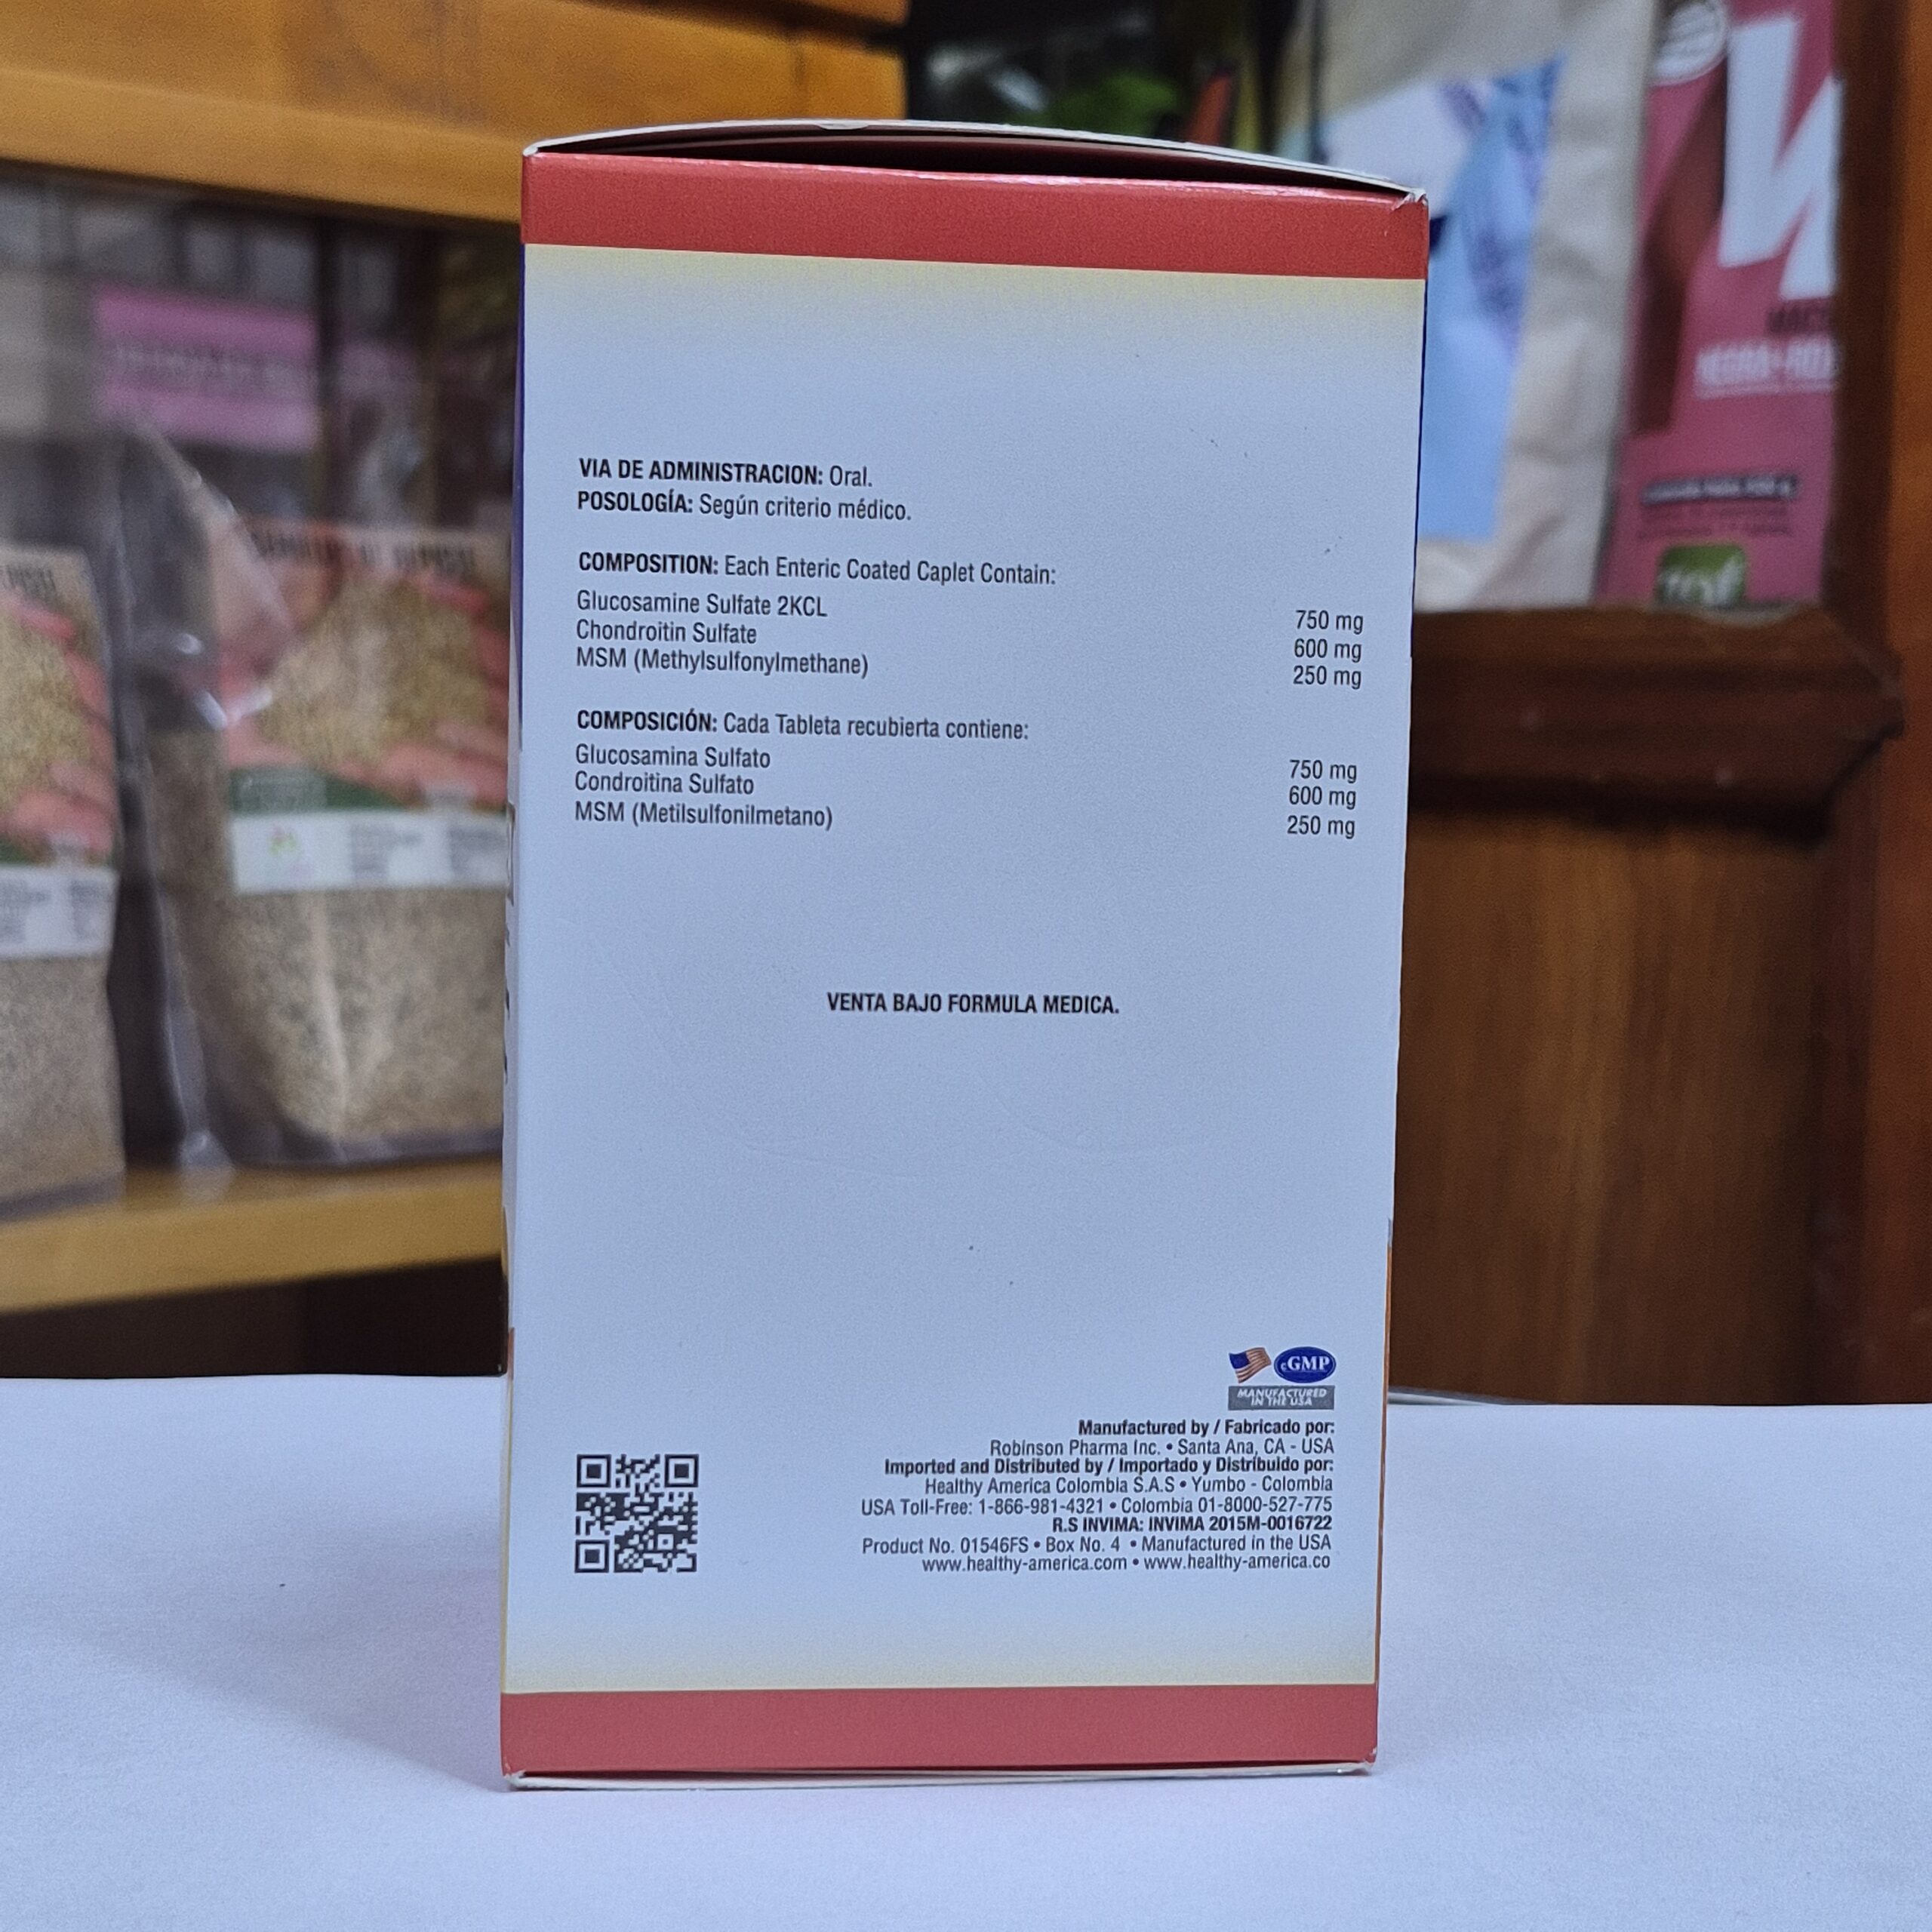 VIA DE ADMINISTRACION: Oral.
POSOLOGÍA: Según criterio médico.
COMPOSITION: Each Enteric Coated Caplet Contain:
Glucosamine Sulfate 2KCL 750 mg
Chondroitin Sulfate 600 mg
MSM (Methylsulfonylmethane) 250 mg
COMPOSICIÓN: Cada Tableta recubierta contiene:
Glucosamina Sulfato 750 mg
Condroitina Sulfato 600 mg
MSM (Metilsulfonilmetano) 250 mg
VENTA BAJO FORMULA MEDICA.
cGMP
MANUFACTURED
IN THE USA
Manufactured by / Fabricado por:
Robinson Pharma Inc. • Santa Ana, CA - USA
Imported and Distributed by / Importado y Distribuido por:
Healthy America Colombia S.A.S • Yumbo - Colombia
USA Toll-Free: 1-866-981-4321 • Colombia 01-8000-527-775
R.S INVIMA: INVIMA 2015M-0016722
Product No. 01546FS • Box No. 4 • Manufactured in the USA
www.healthy-america.com • www.healthy-america.co